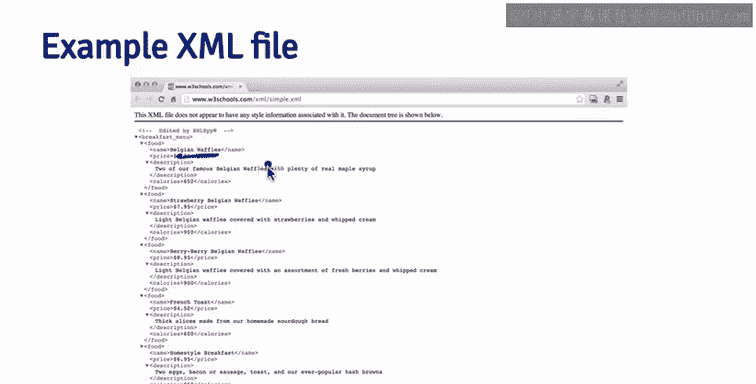 Example XML file
www.w3schools.com/xml/
www.w3schools.com/xml/simple.xml
This XML file does not appear to have any style information associated with it. The document tree is shown below.
<!-- Edited by XMLSpy® -->
▼<breakfast_menu>
▼<food>
<name>Belgian Waffles</name>
<price>
▼<description>
Two of our famous Belgian Waffles with plenty of real maple syrup
</description>
<calories>650</calories>
</food>
▼<food>
<name>Strawberry Belgian Waffles</name>
<price>$7.95</price>
▼<description>
Light Belgian waffles covered with strawberries and whipped cream
</description>
<calories>900</calories>
</food>
▼<food>
<name>Berry-Berry Belgian Waffles</name>
<price>$8.95</price>
▼<description>
Light Belgian waffles covered with an assortment of fresh berries and whipped cream
</description>
<calories>900</calories>
</food>
▼<food>
<name>French Toast</name>
<price>$4.50</price>
▼<description>
Thick slices made from our homemade sourdough bread
</description>
<calories>600</calories>
</food>
▼<food>
<name>Homestyle Breakfast</name>
<price>$6.95</price>
▼<description>
Two eggs, bacon or sausage, toast, and our ever-popular hash browns